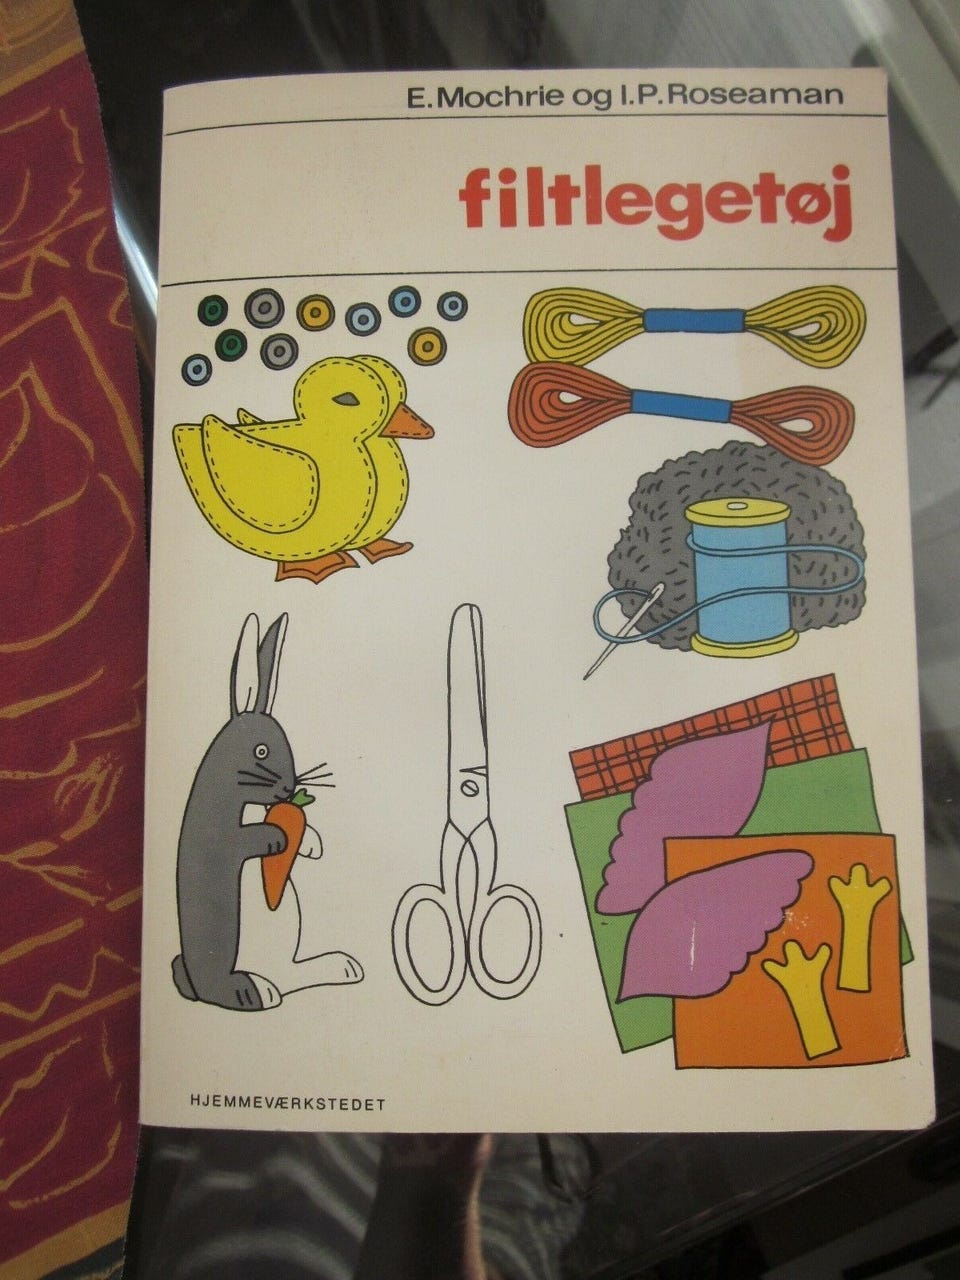 E.Mochrie og I.P.Roseaman
filtlegetøj
HJEMMEVÆRKSTEDET